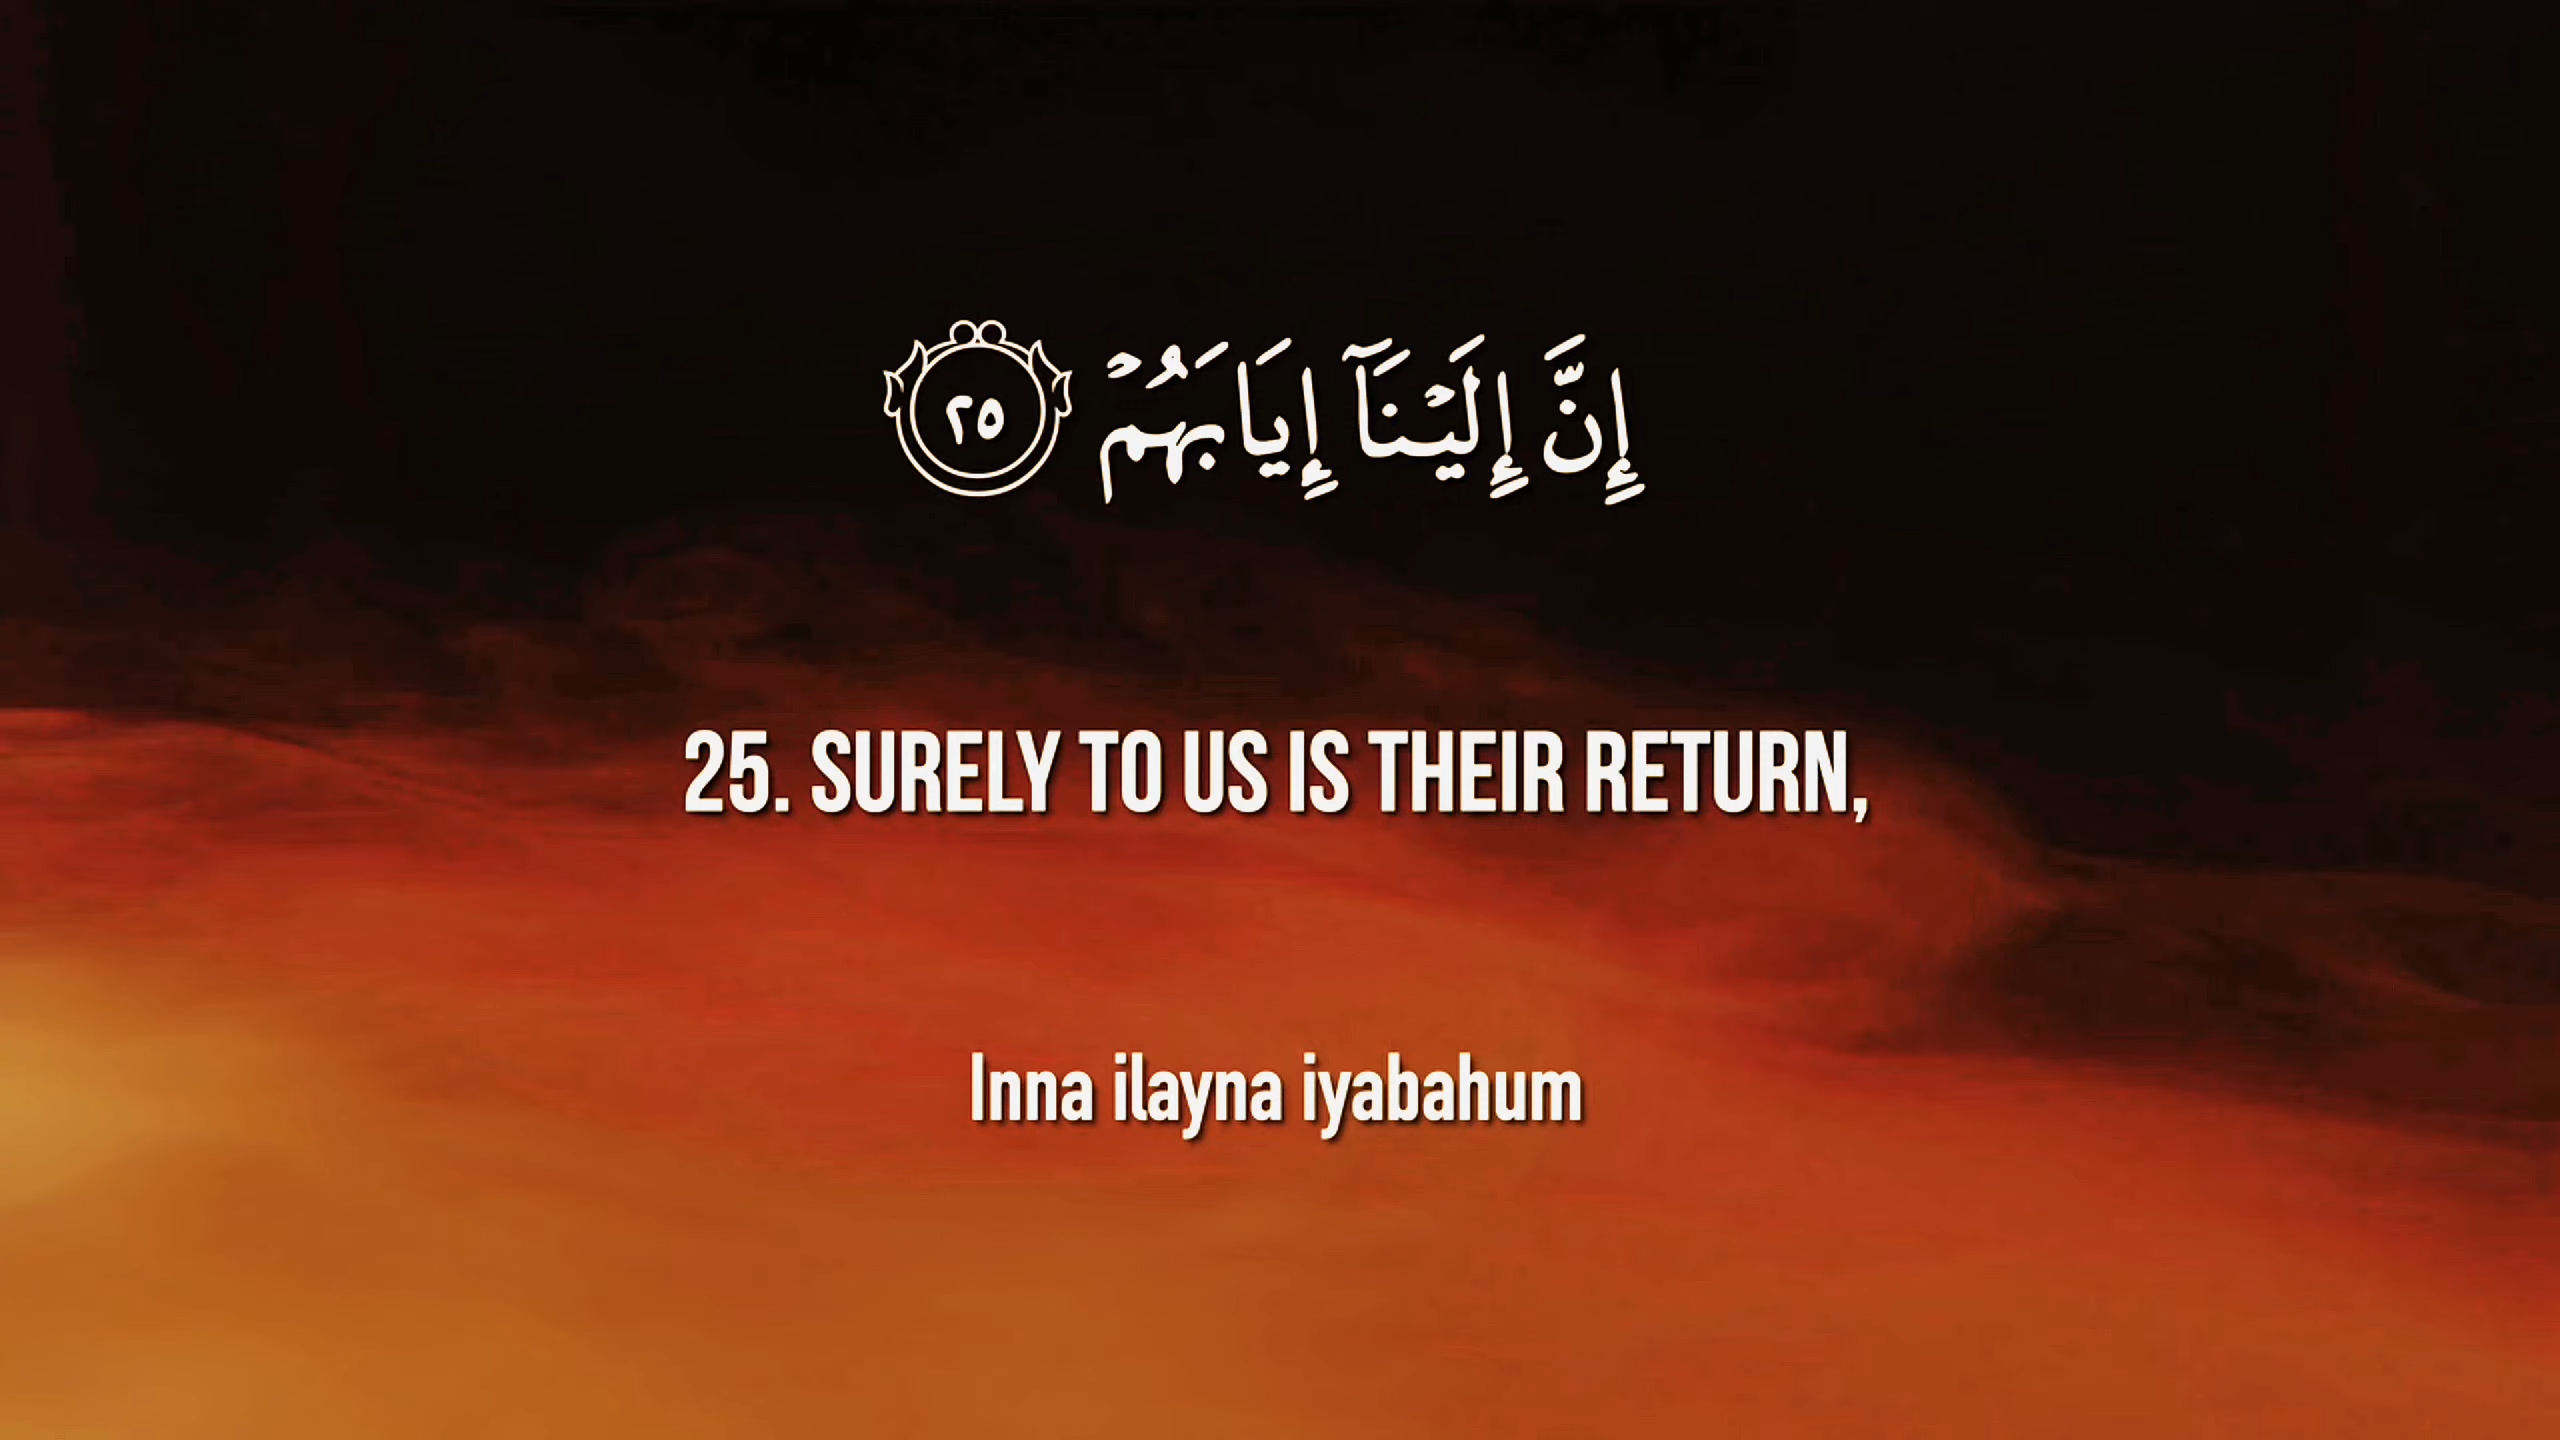 إِنَّ إِلَيْنَآ إِيَابَهُمْ ٢٥
25. SURELY TO US IS THEIR RETURN,
Inna ilayna iyabahum